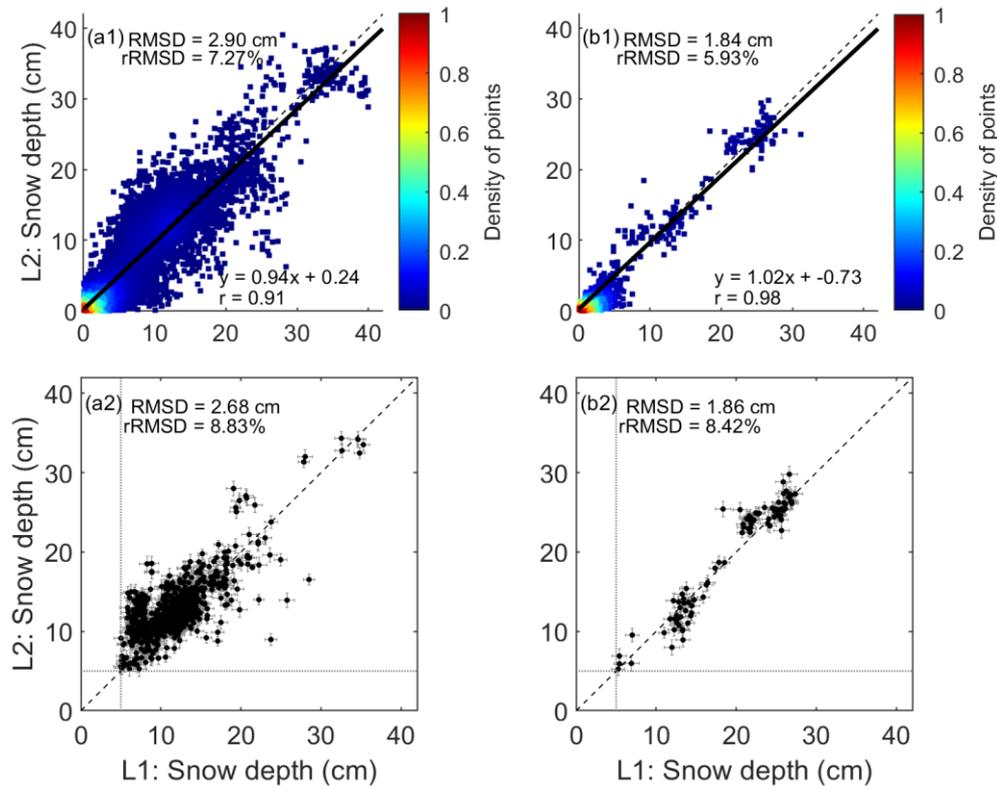 (a1) RMSD = 2.90 cm
rRMSD = 7.27%
y = 0.94x + 0.24
r = 0.91
L2: Snow depth (cm)
40
30
20
10
0
0 10 20 30 40
1
0.8
0.6
0.4
0.2
0
Density of points
(b1) RMSD = 1.84 cm
rRMSD = 5.93%
y = 1.02x + -0.73
r = 0.98
40
30
20
10
0
0 10 20 30 40
1
0.8
0.6
0.4
0.2
0
Density of points
(a2) RMSD = 2.68 cm
rRMSD = 8.83%
L2: Snow depth (cm)
40
30
20
10
0
0 10 20 30 40
L1: Snow depth (cm)
(b2) RMSD = 1.86 cm
rRMSD = 8.42%
40
30
20
10
0
0 10 20 30 40
L1: Snow depth (cm)